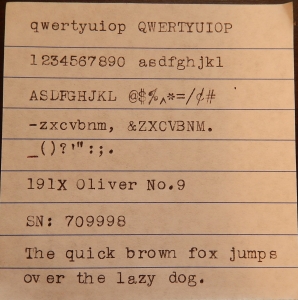 qwertyuiop QWERTYUIOP
1234567890 asdfghjkl
ASDFGHJKL @$%^*=/¢#
-zxcvbnm, &ZXCVBNM.
_()?'":;.
191X Oliver No.9
SN: 709998
The quick brown fox jumps
over the lazy dog.